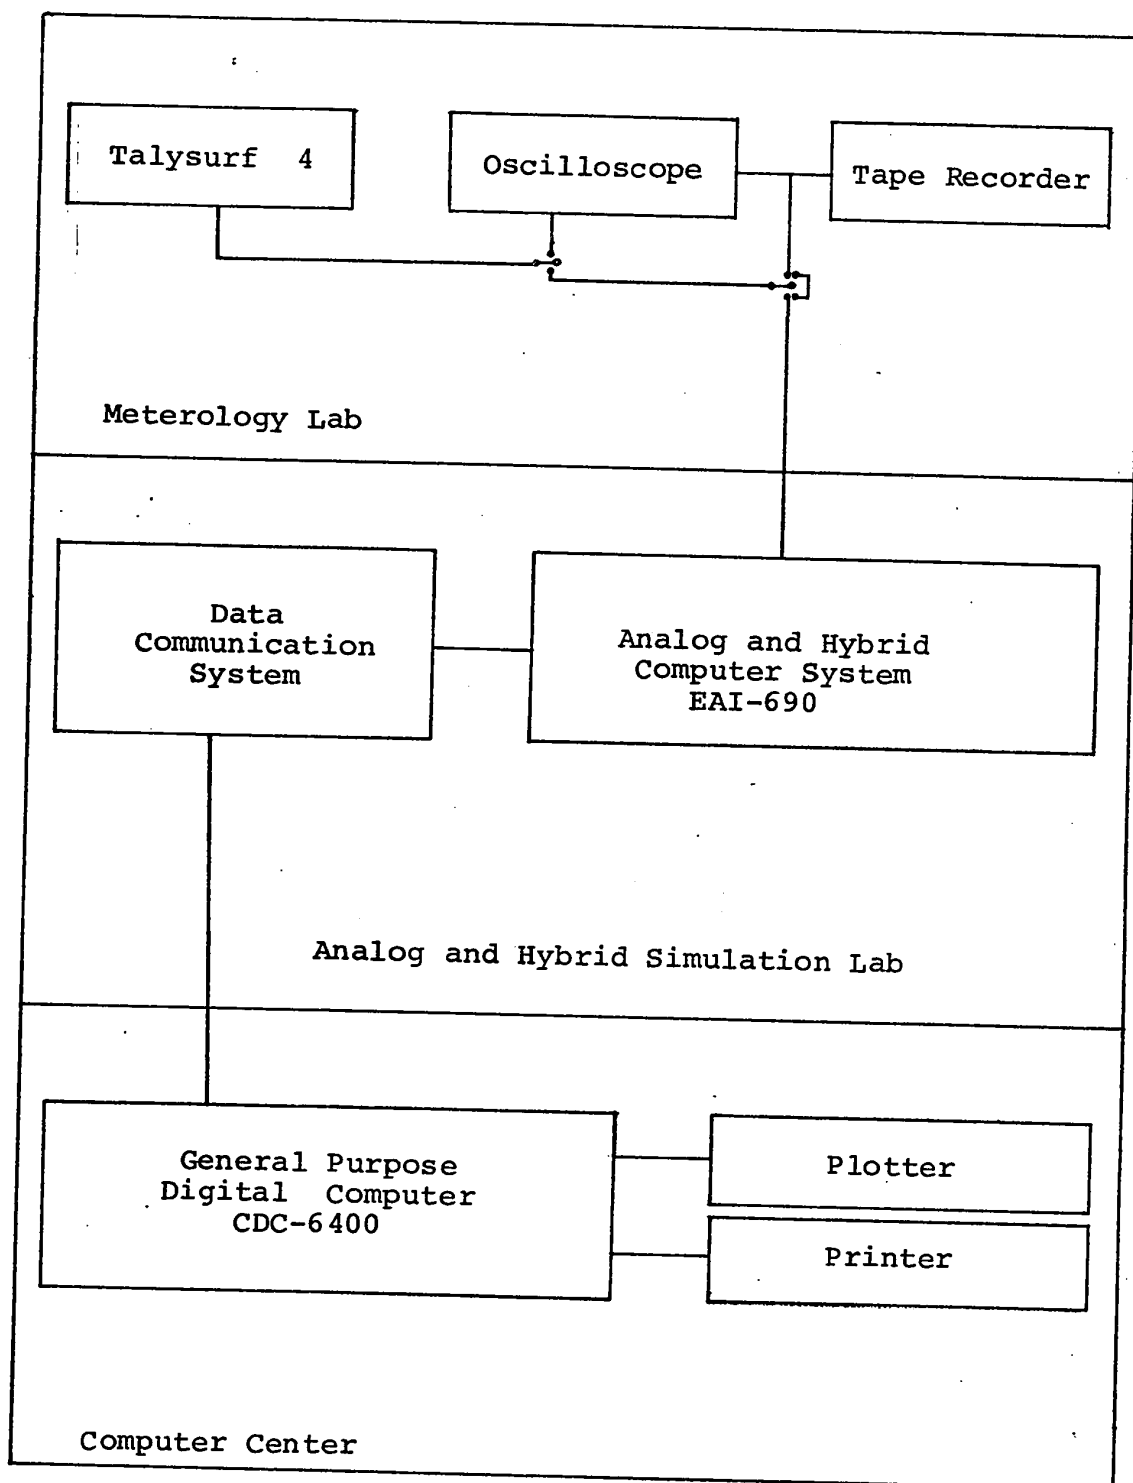 Talysurf 4
Oscilloscope
Tape Recorder
Meterology Lab
Data
Communication
System
Analog and Hybrid
Computer System
EAI-690
Analog and Hybrid Simulation Lab
General Purpose
Digital Computer
CDC-6400
Plotter
Printer
Computer Center